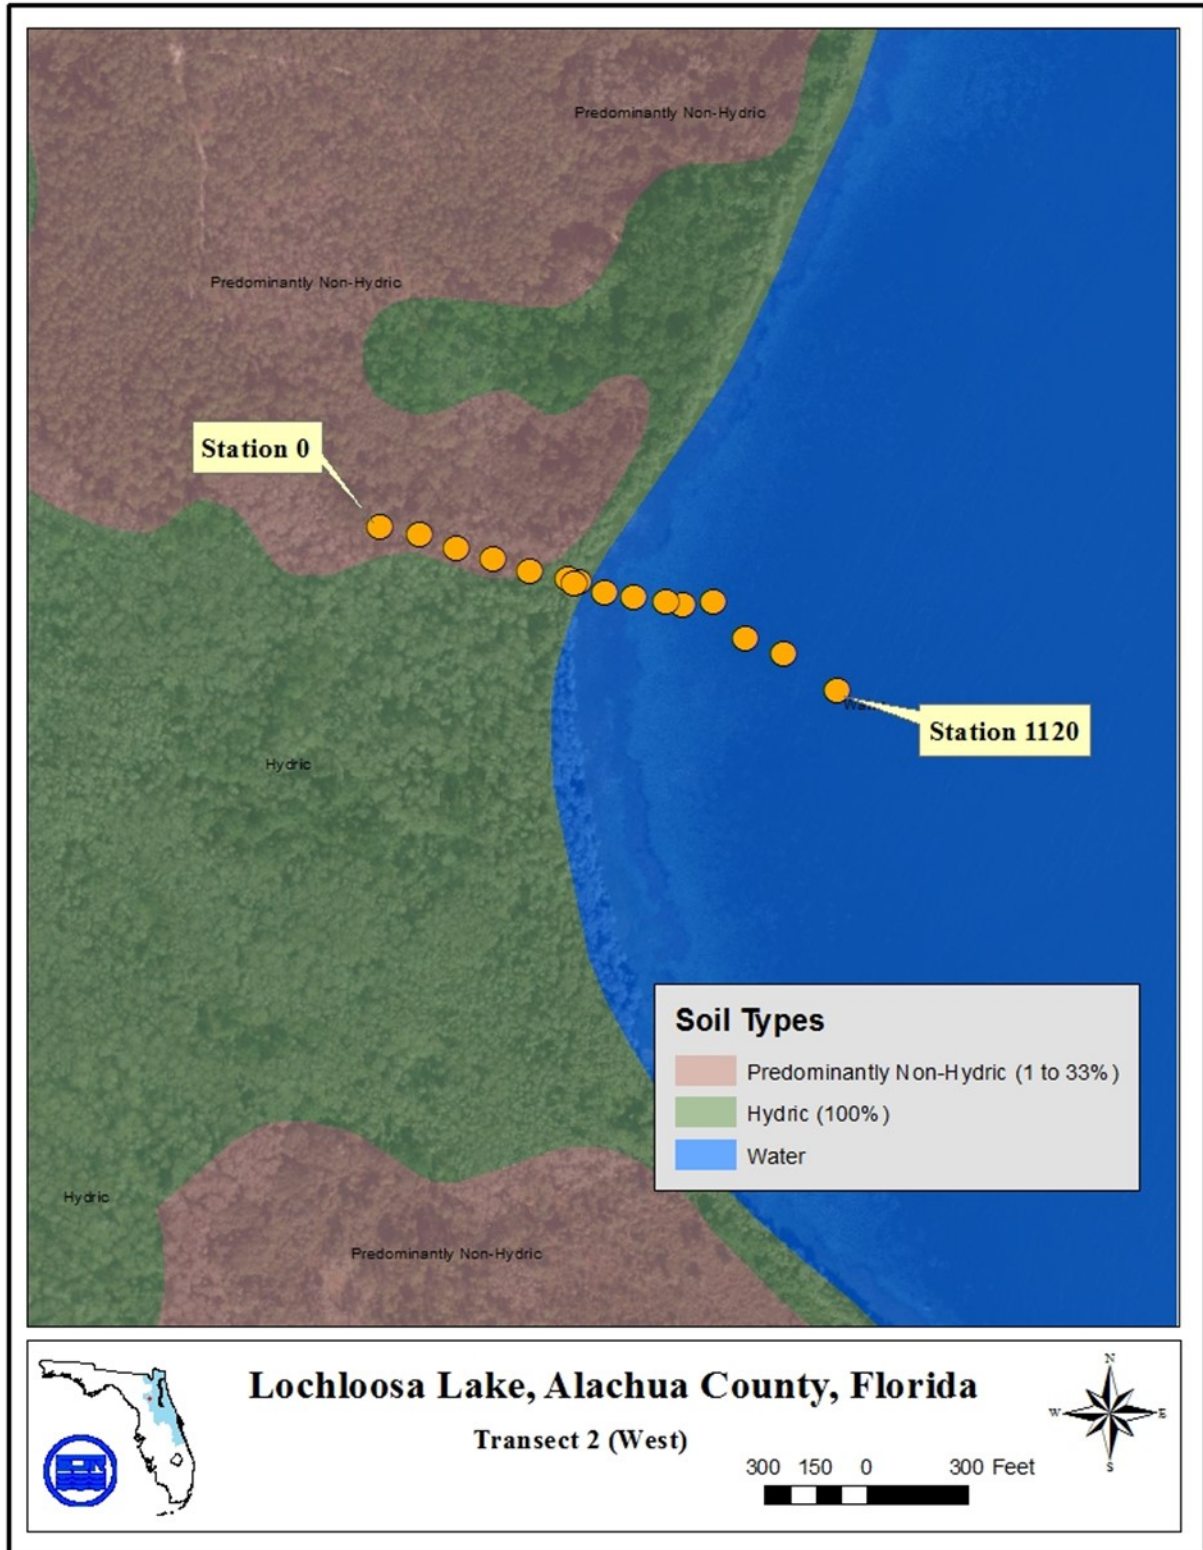 Predominantly Non-Hydric
Predominantly Non-Hydric
Station 0
Station 1120
Hydric
Soil Types
Predominantly Non-Hydric (1 to 33%)
Hydric (100%)
Water
Hydric
Predominantly Non-Hydric
Lochloosa Lake, Alachua County, Florida
Transect 2 (West)
N
W E
S
300 150 0 300 Feet